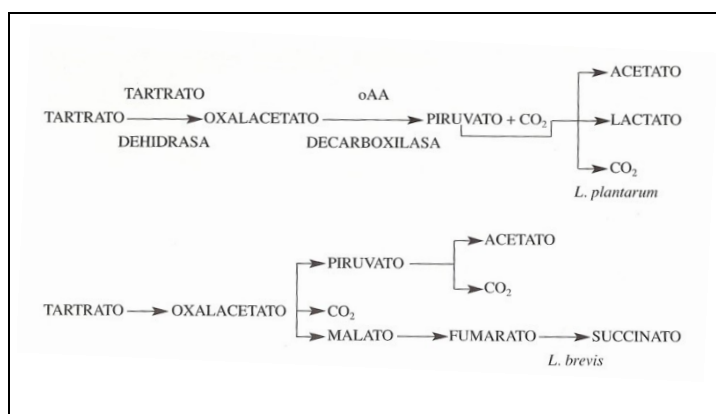 ACETATO
TARTRATO oAA
TARTRATO OXALACETATO PIRUVATO + CO₂ LACTATO
DEHIDRASA DECARBOXILASA
CO₂
L. plantarum
ACETATO
PIRUVATO
CO₂
TARTRATO OXALACETATO CO₂
MALATO FUMARATO SUCCINATO
L. brevis